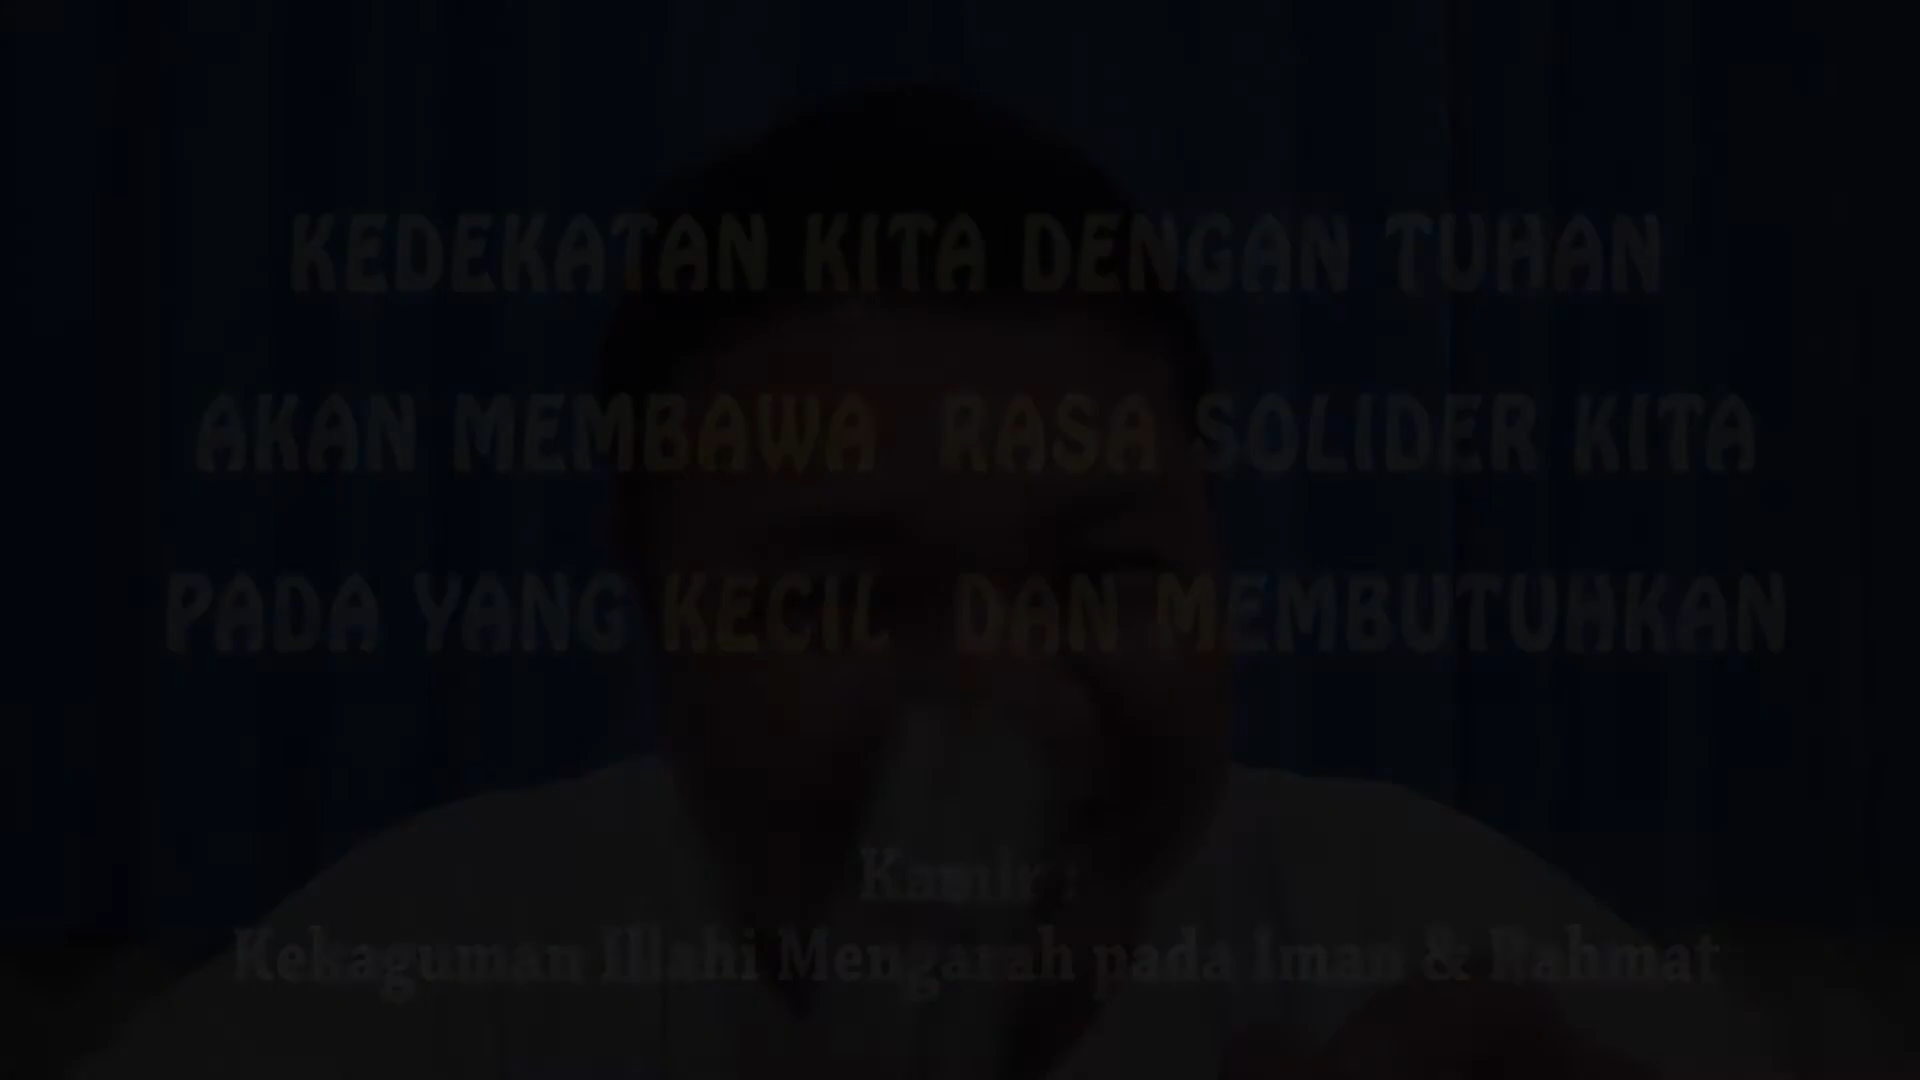 KEDEKATAN KITA DENGAN TUHAN
AKAN MEMBAWA RASA SOLIDER KITA
PADA YANG KECIL DAN MEMBUTUHKAN
Kamir :
Kekaguman Illahi Mengarah pada Iman & Rahmat